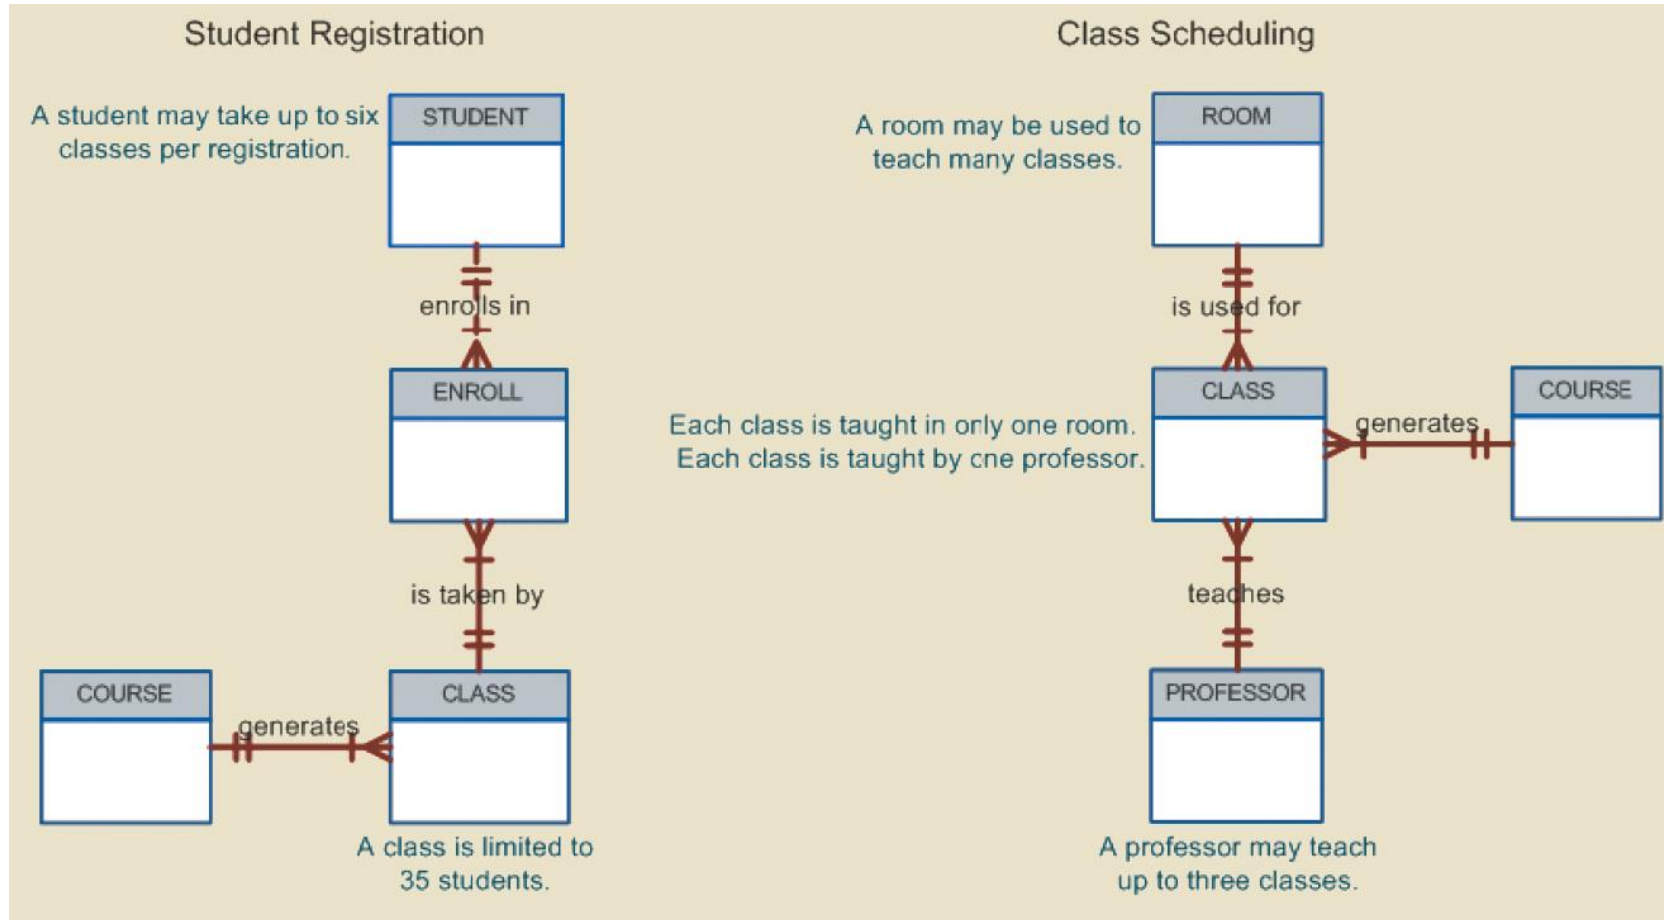 Student Registration
A student may take up to six
classes per registration.
STUDENT
enrolls in
ENROLL
is taken by
COURSE
generates
CLASS
A class is limited to
35 students.
Class Scheduling
A room may be used to
teach many classes.
ROOM
is used for
Each class is taught in only one room.
Each class is taught by one professor.
CLASS
generates
COURSE
teaches
PROFESSOR
A professor may teach
up to three classes.